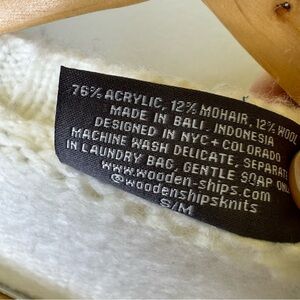 76% ACRYLIC, 12% MOHAIR, 12% WOOL
MADE IN BALI, INDONESIA
DESIGNED IN NYC + COLORADO
MACHINE WASH DELICATE, SEPARATE
IN LAUNDRY BAG, GENTLE SOAP ONLY
www.wooden-ships.com
@woodenshipsknits
S/M